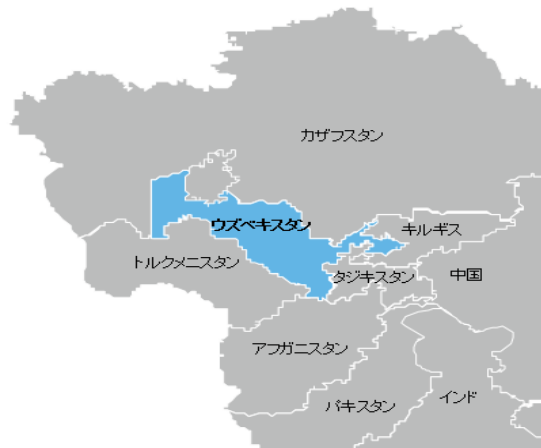 カザフスタン
ウズベキスタン
キルギス
トルクメニスタン
タジキスタン
中国
アフガニスタン
パキスタン
インド